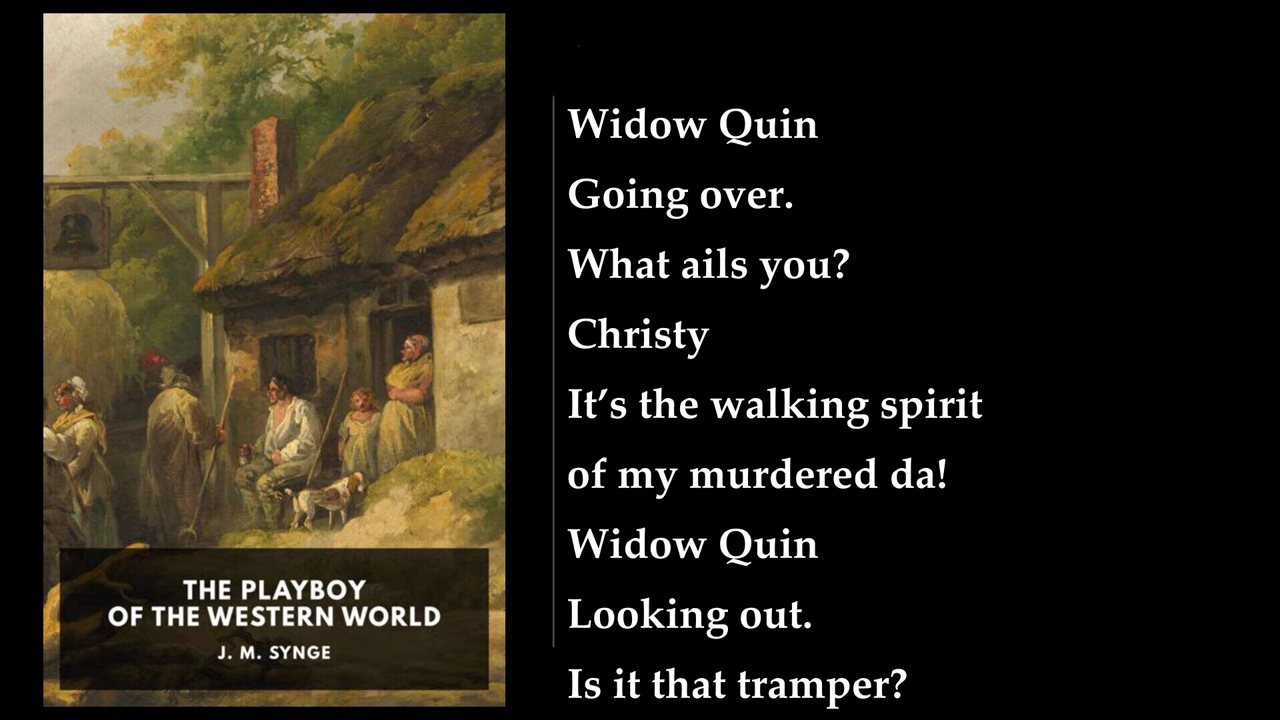 THE PLAYBOY
OF THE WESTERN WORLD
J. M. SYNGE
Widow Quin
Going over.
What ails you?
Christy
It’s the walking spirit
of my murdered da!
Widow Quin
Looking out.
Is it that tramper?